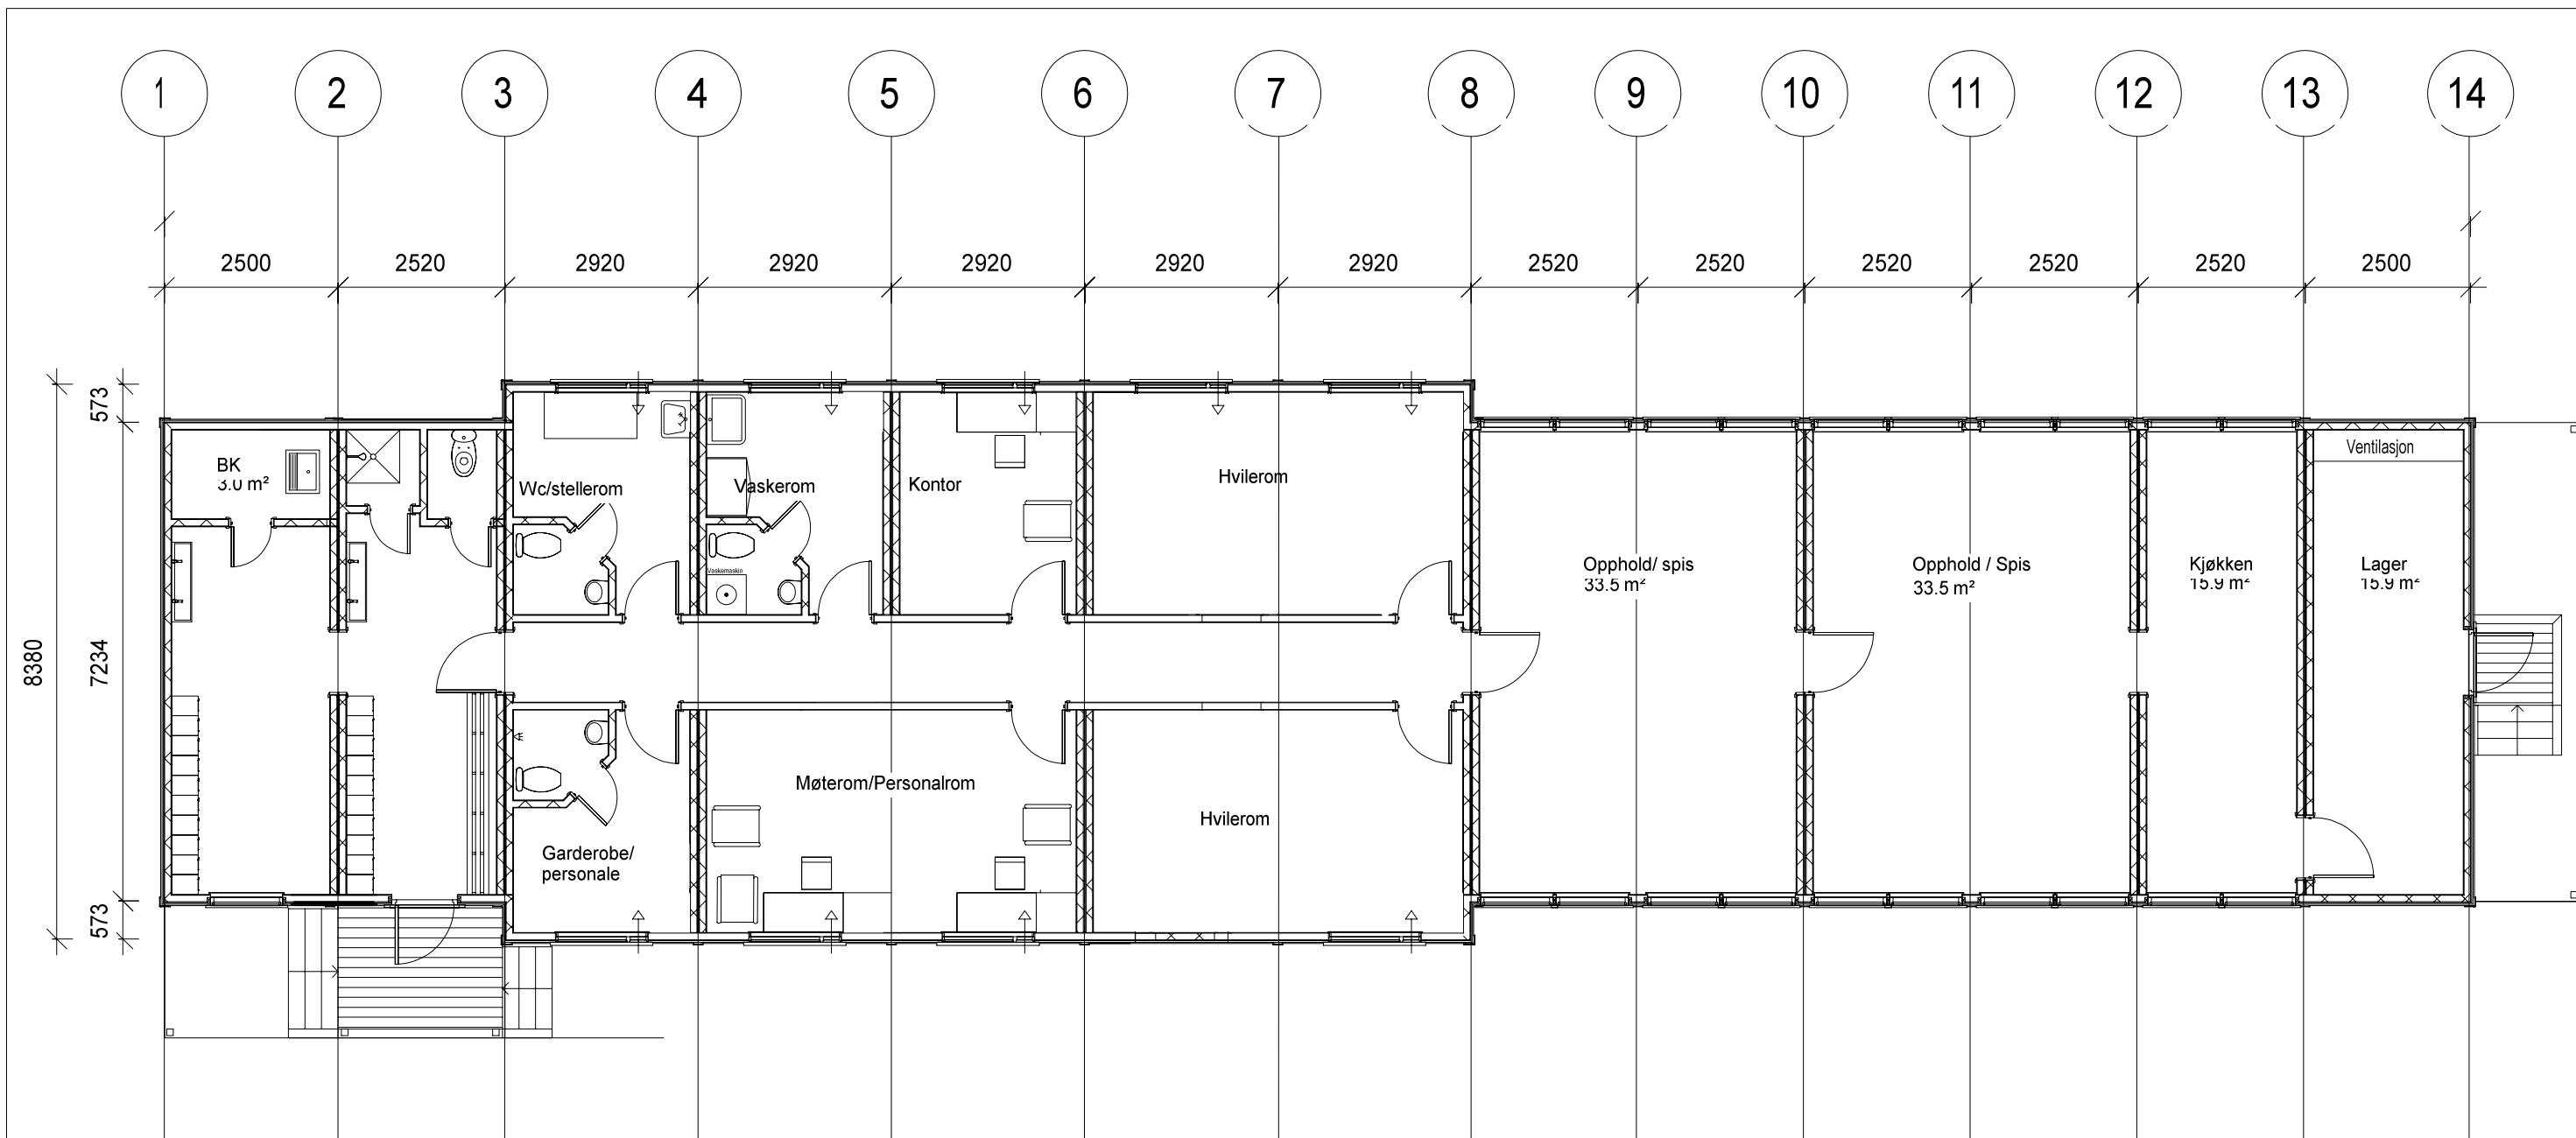 1 2 3 4 5 6 7 8 9 10 11 12 13 14
2500 2520 2920 2920 2920 2920 2920 2520 2520 2520 2520 2520 2500
573
7234
573
8380
BK
3.0 m²
Wc/stellerom
Vaskerom
Vaskemaskin
Kontor
Hvilerom
Opphold/ spis
33.5 m²
Opphold / Spis
33.5 m²
Kjøkken
15.9 m²
Ventilasjon
Lager
15.9 m²
Garderobe/
personale
Møterom/Personalrom
Hvilerom